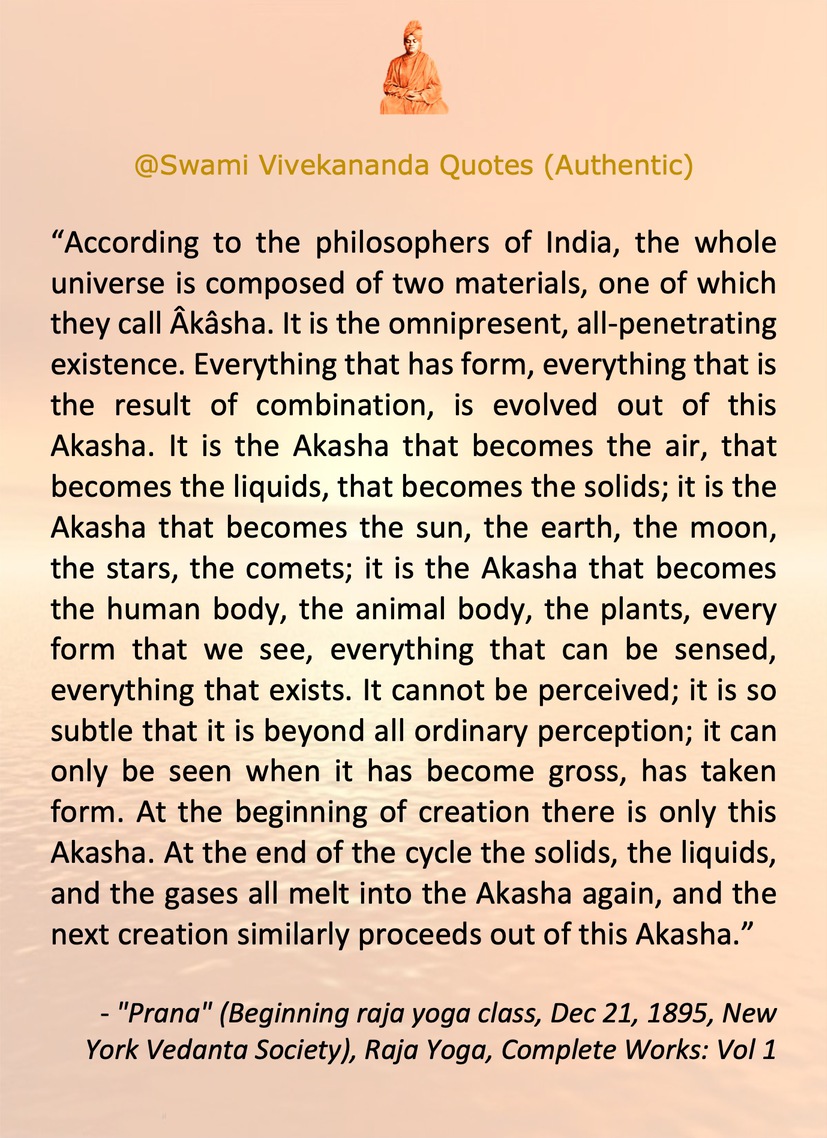 @Swami Vivekananda Quotes (Authentic)
“According to the philosophers of India, the whole
universe is composed of two materials, one of which
they call Âkâsha. It is the omnipresent, all-penetrating
existence. Everything that has form, everything that is
the result of combination, is evolved out of this
Akasha. It is the Akasha that becomes the air, that
becomes the liquids, that becomes the solids; it is the
Akasha that becomes the sun, the earth, the moon,
the stars, the comets; it is the Akasha that becomes
the human body, the animal body, the plants, every
form that we see, everything that can be sensed,
everything that exists. It cannot be perceived; it is so
subtle that it is beyond all ordinary perception; it can
only be seen when it has become gross, has taken
form. At the beginning of creation there is only this
Akasha. At the end of the cycle the solids, the liquids,
and the gases all melt into the Akasha again, and the
next creation similarly proceeds out of this Akasha.”
- "Prana" (Beginning raja yoga class, Dec 21, 1895, New
York Vedanta Society), Raja Yoga, Complete Works: Vol 1